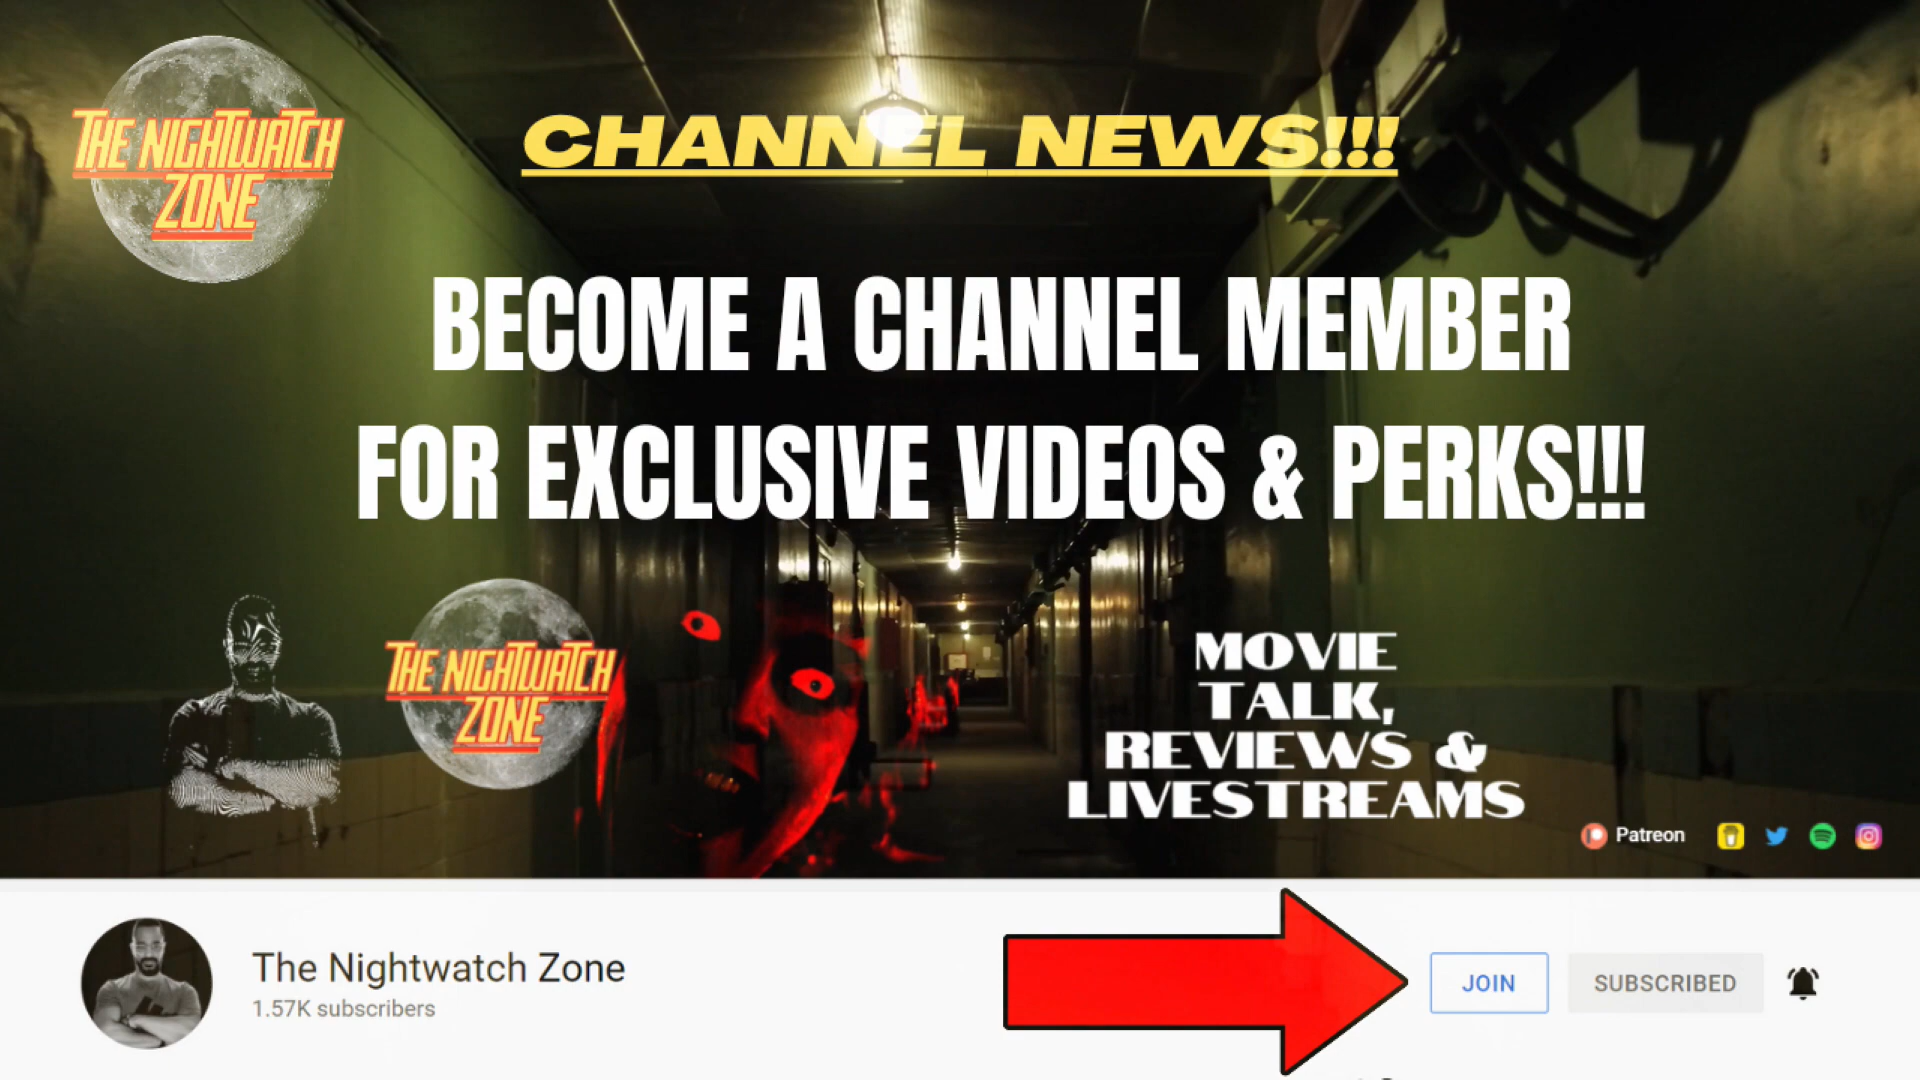 THE NIGHTWATCH
ZONE
CHANNEL NEWS!!!
BECOME A CHANNEL MEMBER
FOR EXCLUSIVE VIDEOS & PERKS!!!
THE NIGHTWATCH
ZONE
MOVIE
TALK,
REVIEWS &
LIVESTREAMS
Patreon
The Nightwatch Zone
1.57K subscribers
JOIN
SUBSCRIBED